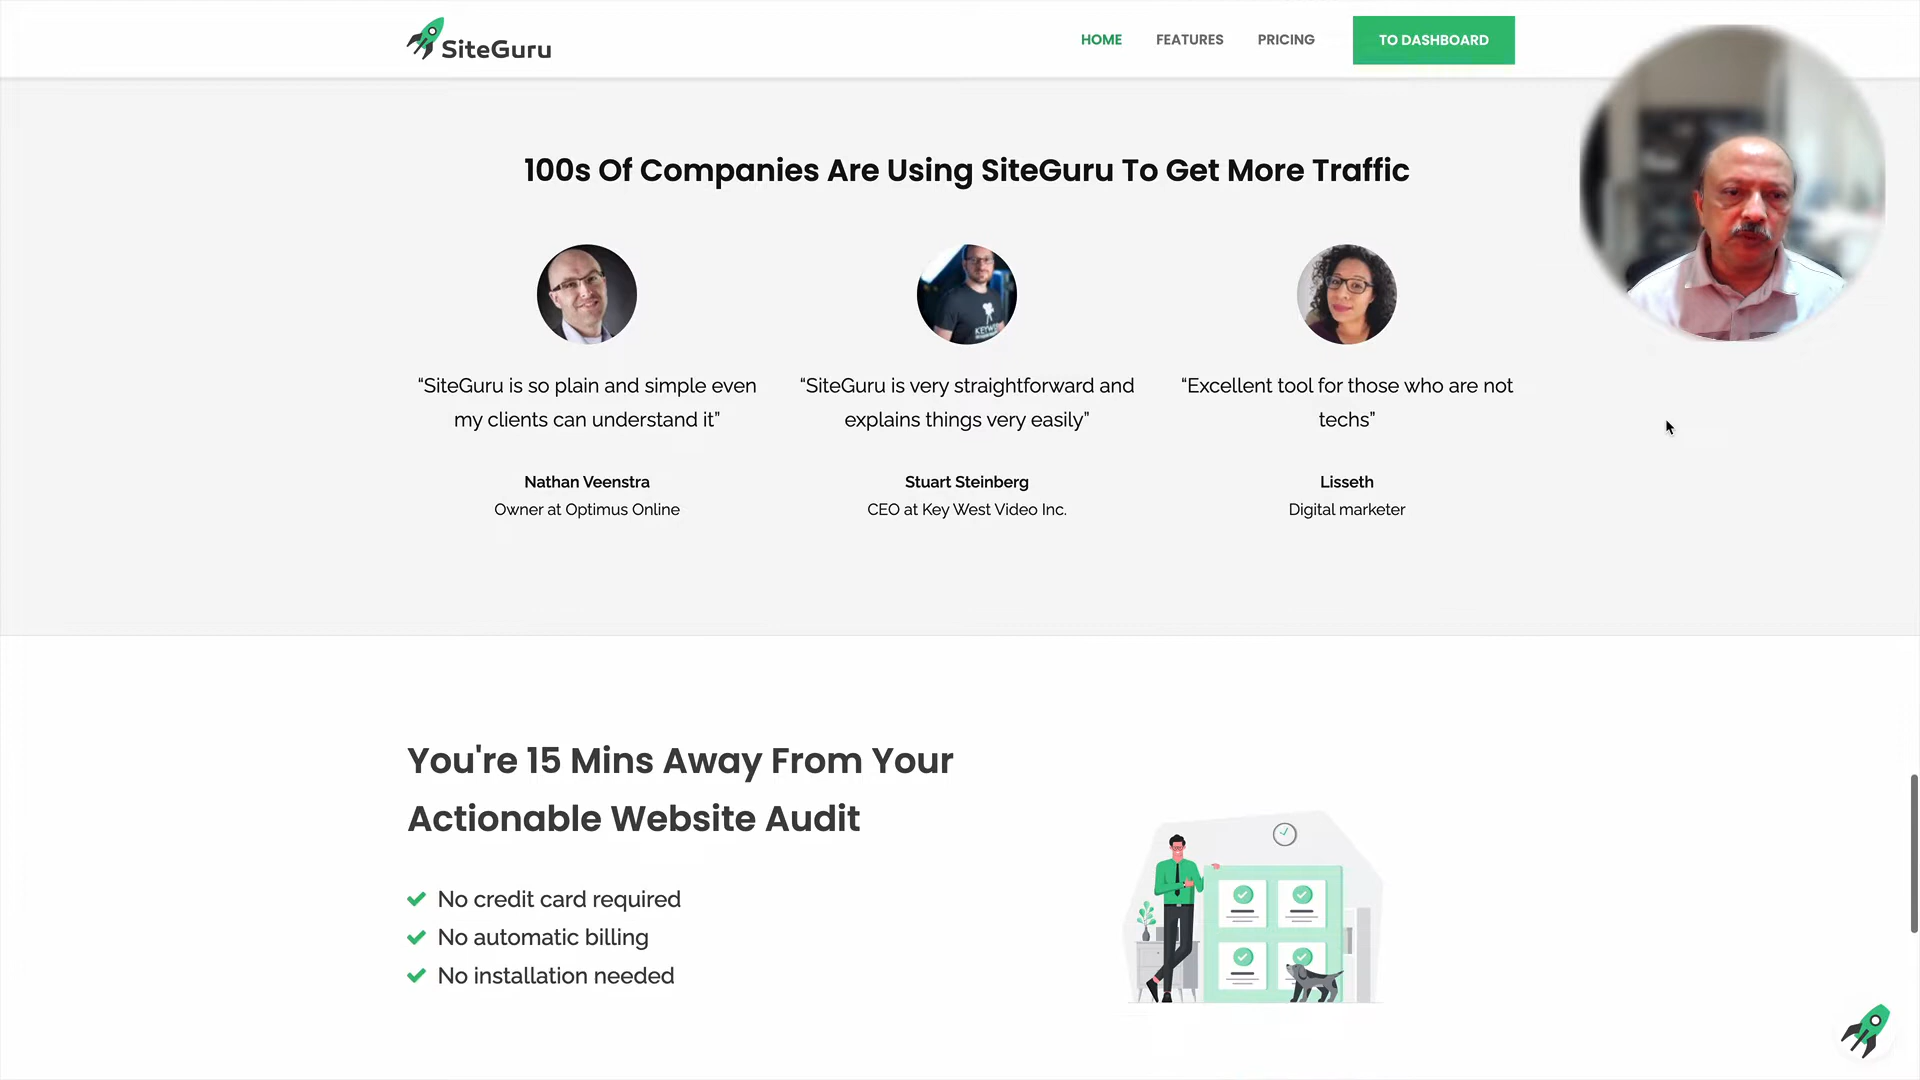 SiteGuru
HOME
FEATURES
PRICING
TO DASHBOARD
100s Of Companies Are Using SiteGuru To Get More Traffic
“SiteGuru is so plain and simple even
my clients can understand it”
Nathan Veenstra
Owner at Optimus Online
“SiteGuru is very straightforward and
explains things very easily”
Stuart Steinberg
CEO at Key West Video Inc.
“Excellent tool for those who are not
techs”
Lisseth
Digital marketer
You're 15 Mins Away From Your
Actionable Website Audit
No credit card required
No automatic billing
No installation needed